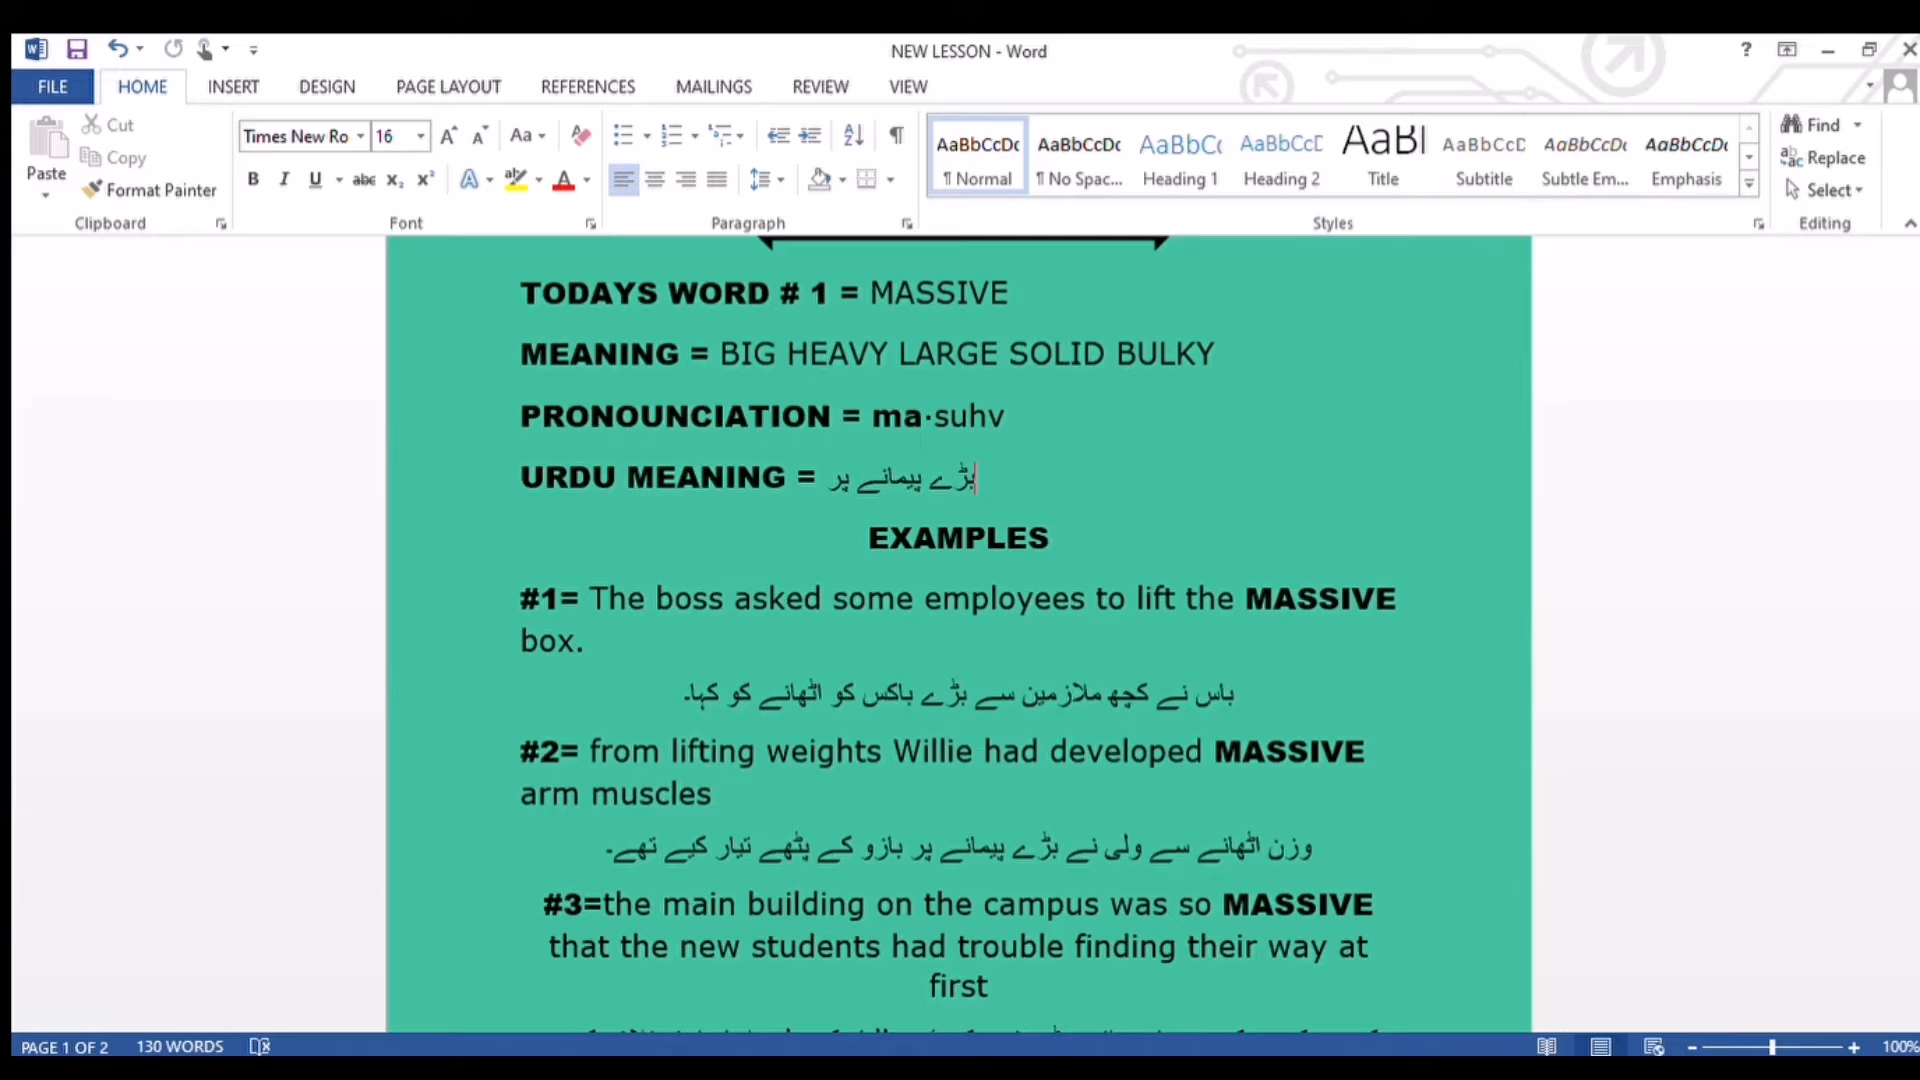 NEW LESSON - Word
?
FILE HOME INSERT DESIGN PAGE LAYOUT REFERENCES MAILINGS REVIEW VIEW
Paste
Cut
Copy
Format Painter
Clipboard
Times New Ro 16
Aa
B I U abc X₂ X² A ab A
Font
Paragraph
AaBbCcDc AaBbCcDc AaBbCc AaBbCcD AaBl AaBbCcD AaBbCcDc AaBbCcDc
¶ Normal ¶ No Spac... Heading 1 Heading 2 Title Subtitle Subtle Em... Emphasis
Styles
Find
Replace
Select
Editing
TODAYS WORD # 1 = MASSIVE
MEANING = BIG HEAVY LARGE SOLID BULKY
PRONOUNCIATION = ma·suhv
URDU MEANING = بڑے پیمانے پر
EXAMPLES
#1= The boss asked some employees to lift the MASSIVE
box.
باس نے کچھ ملازمین سے بڑے باکس کو اٹھانے کو کہا۔
#2= from lifting weights Willie had developed MASSIVE
arm muscles
وزن اٹھانے سے ولی نے بڑے پیمانے پر بازو کے پٹھے تیار کیے تھے۔
#3=the main building on the campus was so MASSIVE
that the new students had trouble finding their way at
first
PAGE 1 OF 2 130 WORDS 100%